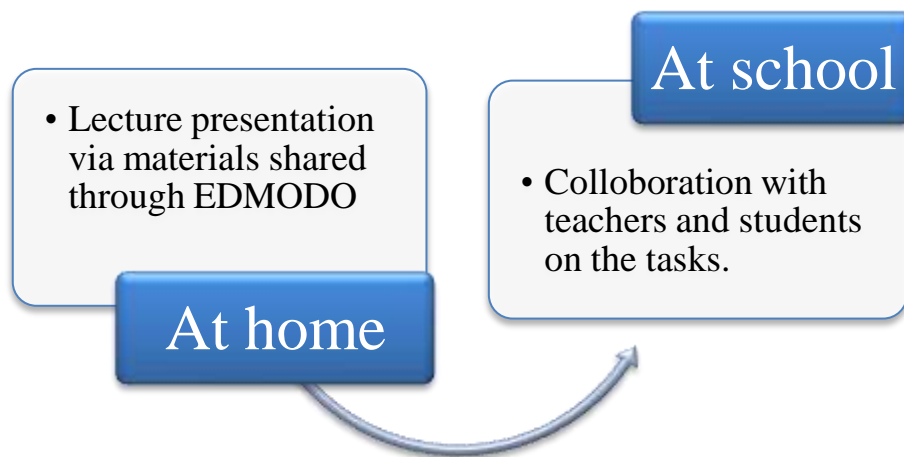 • Lecture presentation
via materials shared
through EDMODO
At home
At school
• Colloboration with
teachers and students
on the tasks.